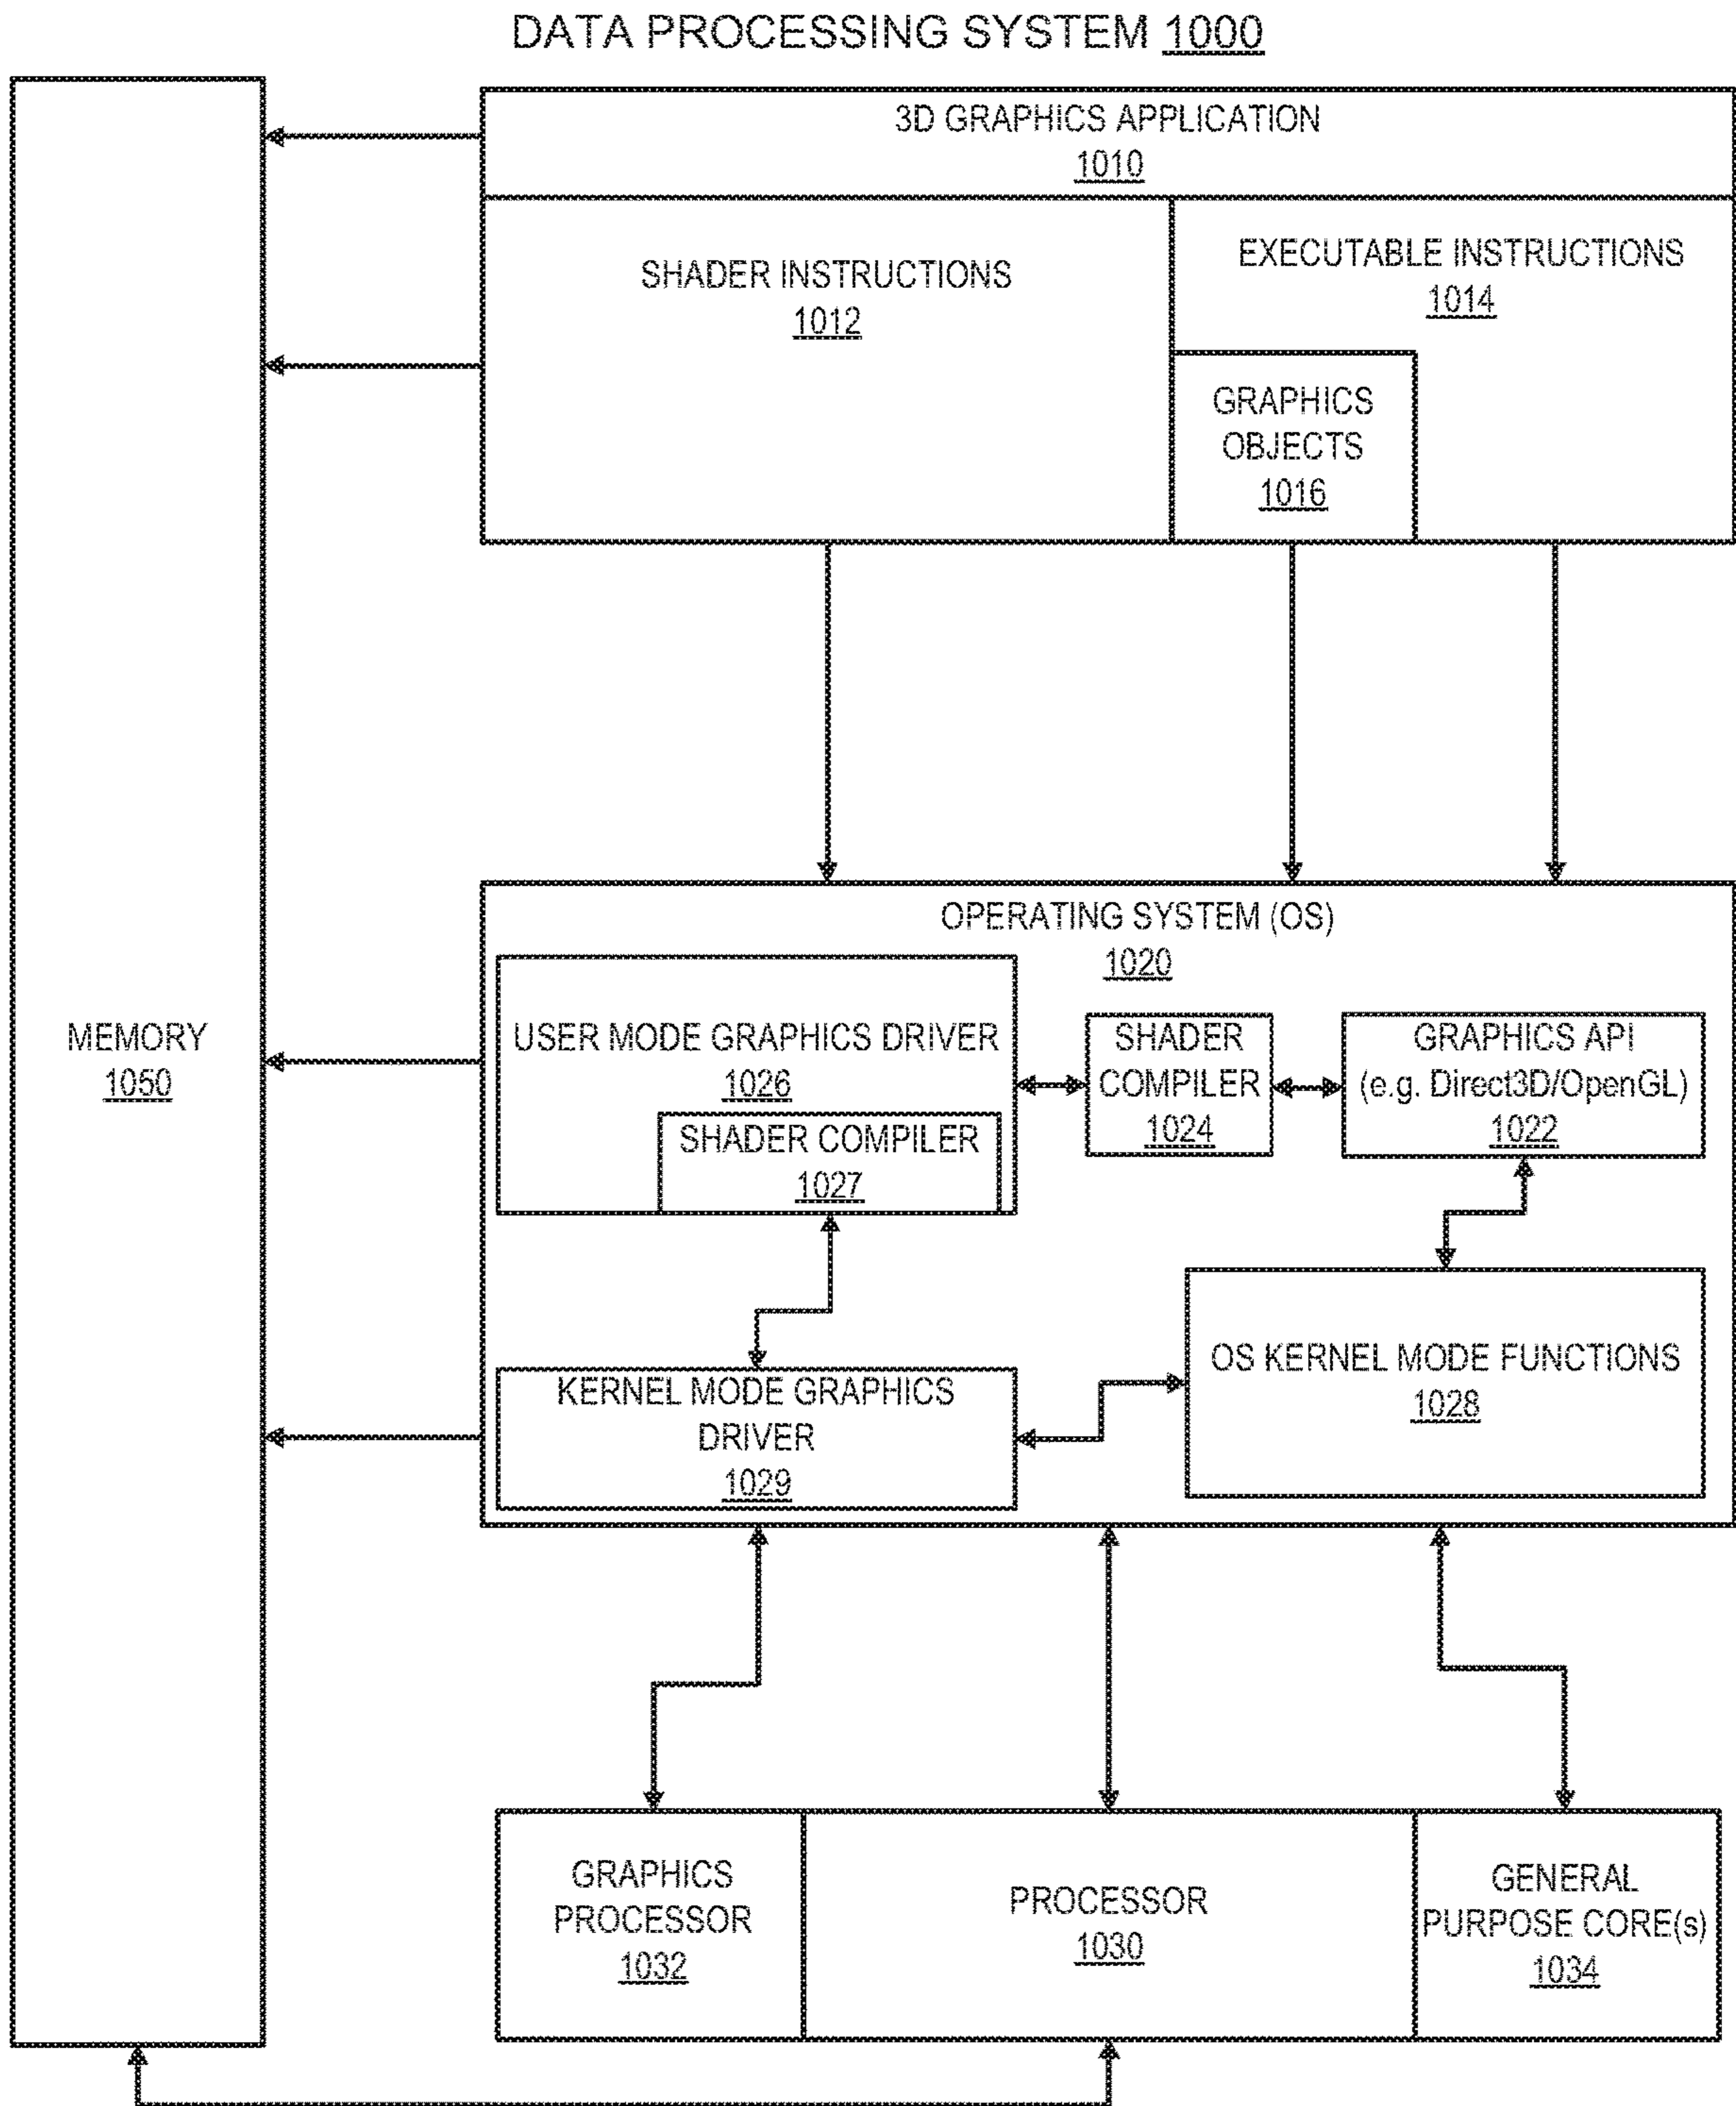 DATA PROCESSING SYSTEM 1000
3D GRAPHICS APPLICATION
1010
SHADER INSTRUCTIONS
1012
EXECUTABLE INSTRUCTIONS
1014
GRAPHICS
OBJECTS
1016
OPERATING SYSTEM (OS)
1020
MEMORY
1050
USER MODE GRAPHICS DRIVER
1026
SHADER COMPILER
1027
SHADER
COMPILER
1024
GRAPHICS API
(e.g. Direct3D/OpenGL)
1022
KERNEL MODE GRAPHICS
DRIVER
1029
OS KERNEL MODE FUNCTIONS
1028
GRAPHICS
PROCESSOR
1032
PROCESSOR
1030
GENERAL
PURPOSE CORE(s)
1034